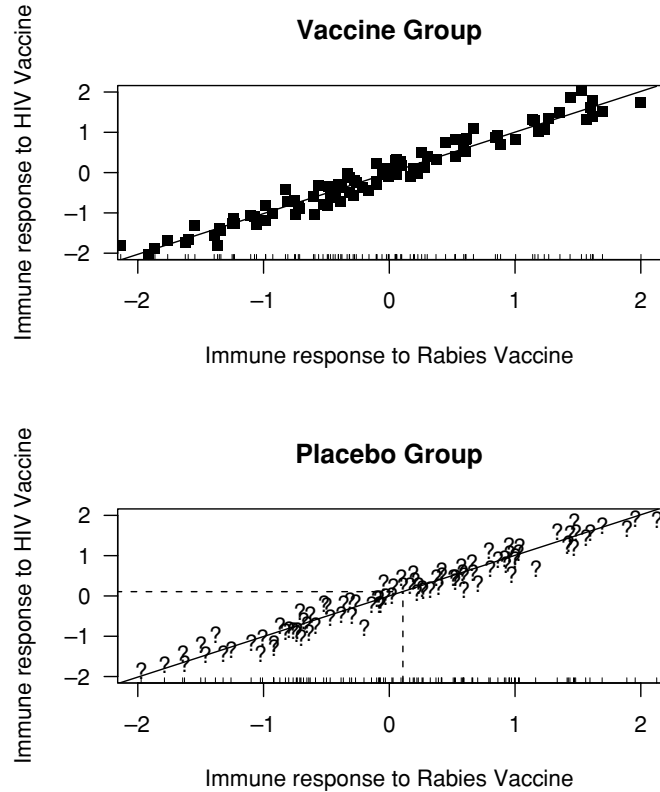 Vaccine Group
Immune response to HIV Vaccine
2
1
0
−1
−2
−2 −1 0 1 2
Immune response to Rabies Vaccine
Placebo Group
Immune response to HIV Vaccine
2
1
0
−1
−2
−2 −1 0 1 2
Immune response to Rabies Vaccine